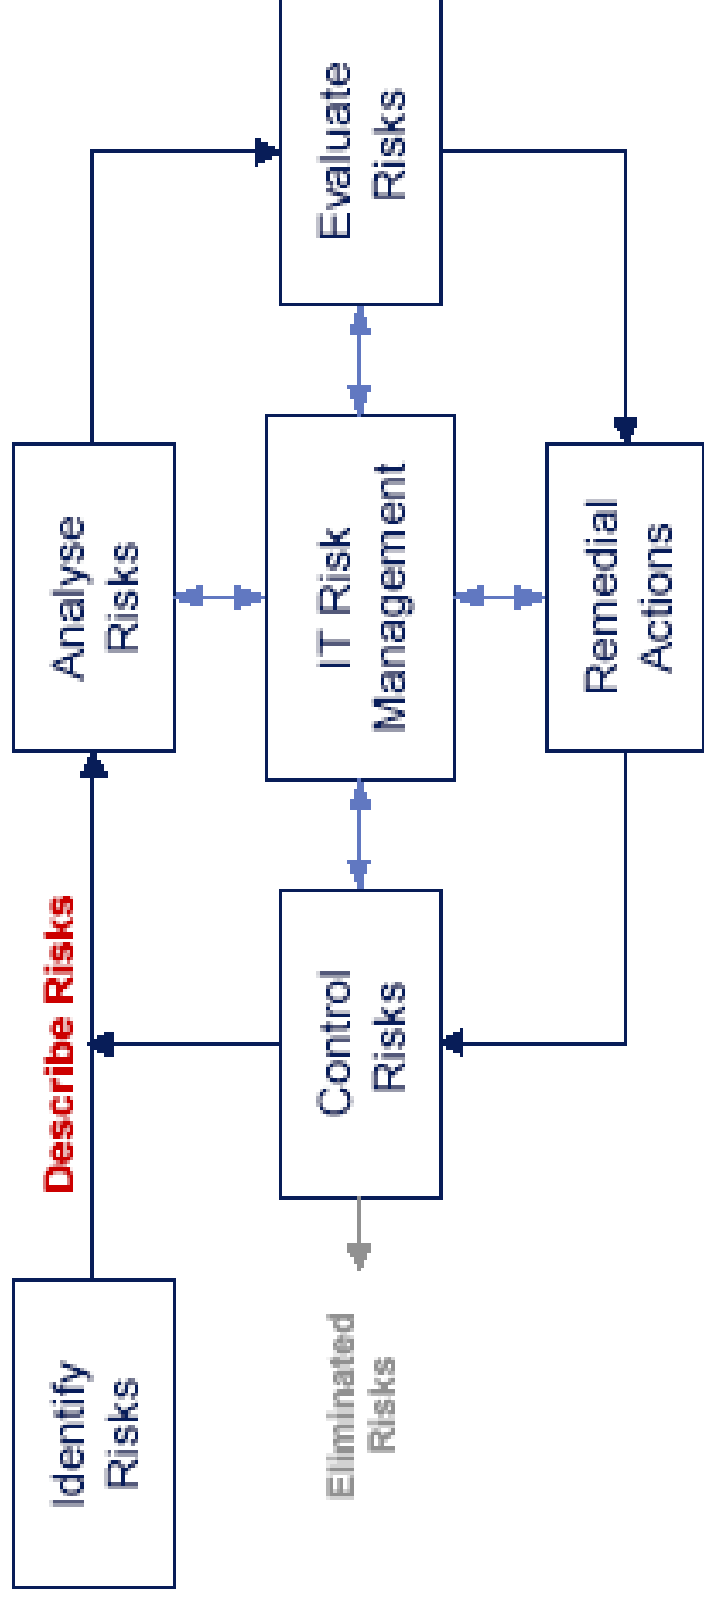 Identify
Risks
Describe Risks
Analyse
Risks
Eliminated
Risks
Control
Risks
IT Risk
Management
Evaluate
Risks
Remedial
Actions